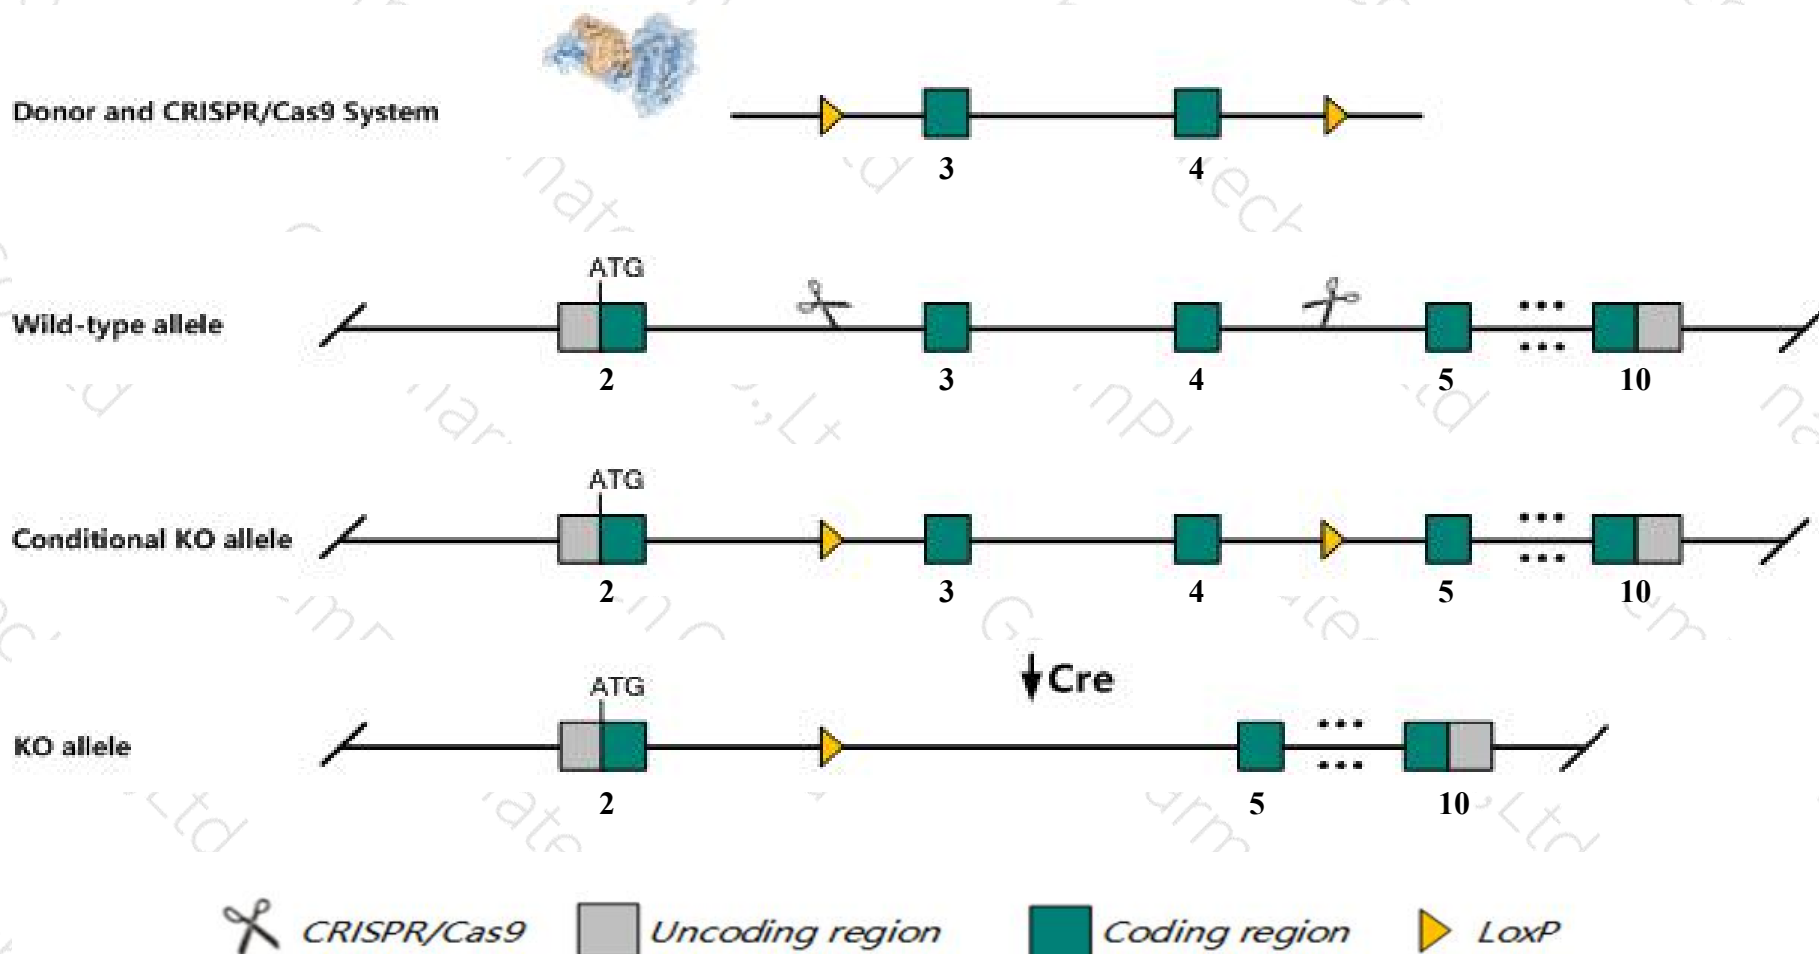 Donor and CRISPR/Cas9 System
3 4
ATG
Wild-type allele
2 3 4 5 10
ATG
Conditional KO allele
2 3 4 5 10
Cre
ATG
KO allele
2 5 10
CRISPR/Cas9 Uncoding region Coding region LoxP